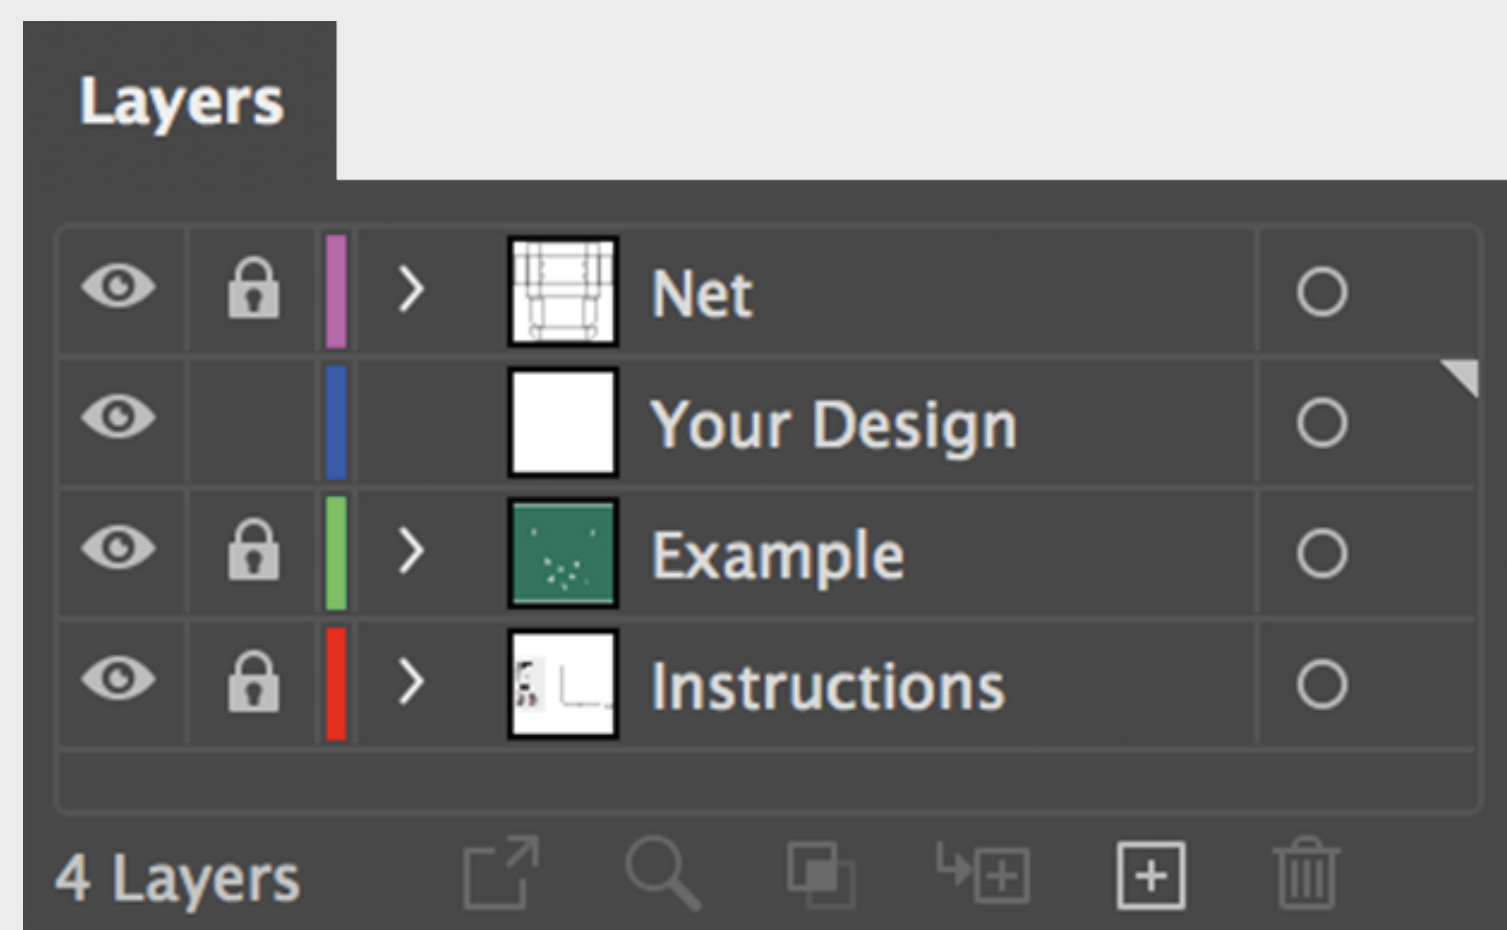 Layers
Net
Your Design
Example
Instructions
4 Layers